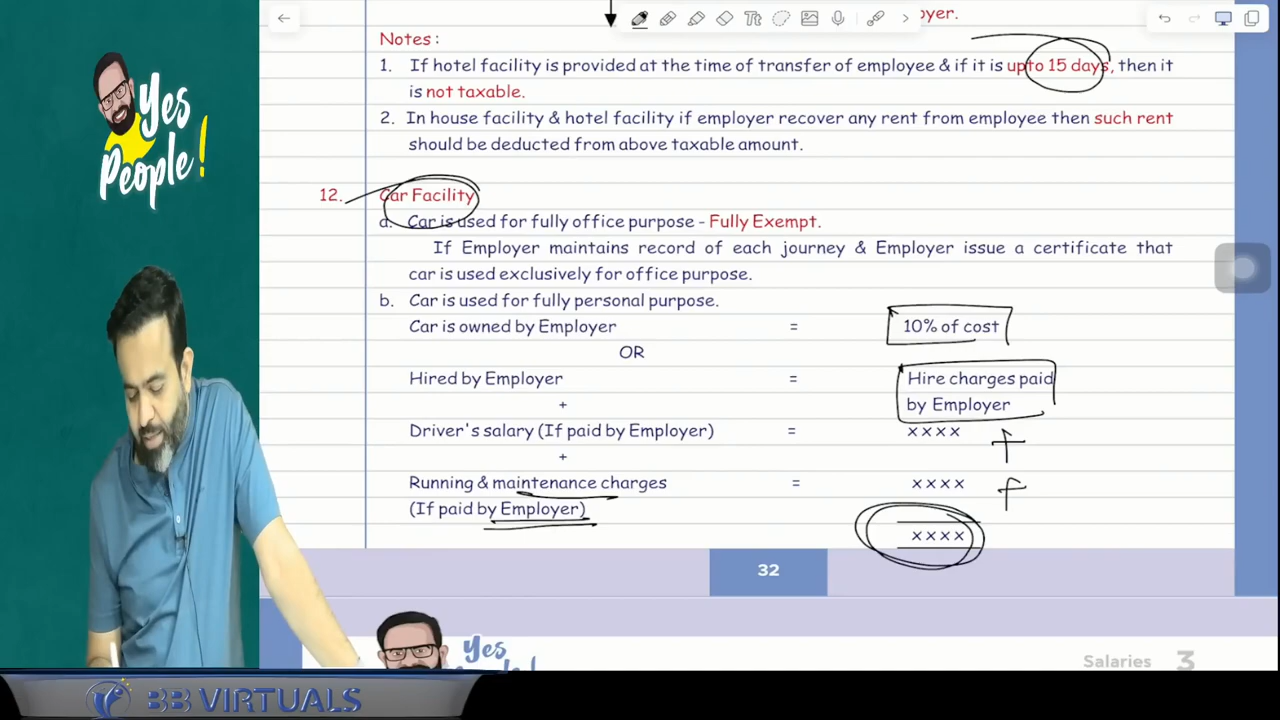 Yes
People!
oyer.
Notes :
1. If hotel facility is provided at the time of transfer of employee & if it is upto 15 days, then it
is not taxable.
2. In house facility & hotel facility if employer recover any rent from employee then such rent
should be deducted from above taxable amount.
12. Car Facility
a. Car is used for fully office purpose - Fully Exempt.
If Employer maintains record of each journey & Employer issue a certificate that
car is used exclusively for office purpose.
b. Car is used for fully personal purpose.
Car is owned by Employer = 10% of cost
OR
Hired by Employer = Hire charges paid
+ by Employer
Driver's salary (If paid by Employer) = xxxx +
+
Running & maintenance charges = xxxx +
(If paid by Employer)
xxxx
32
Yes
Salaries 3
BB VIRTUALS